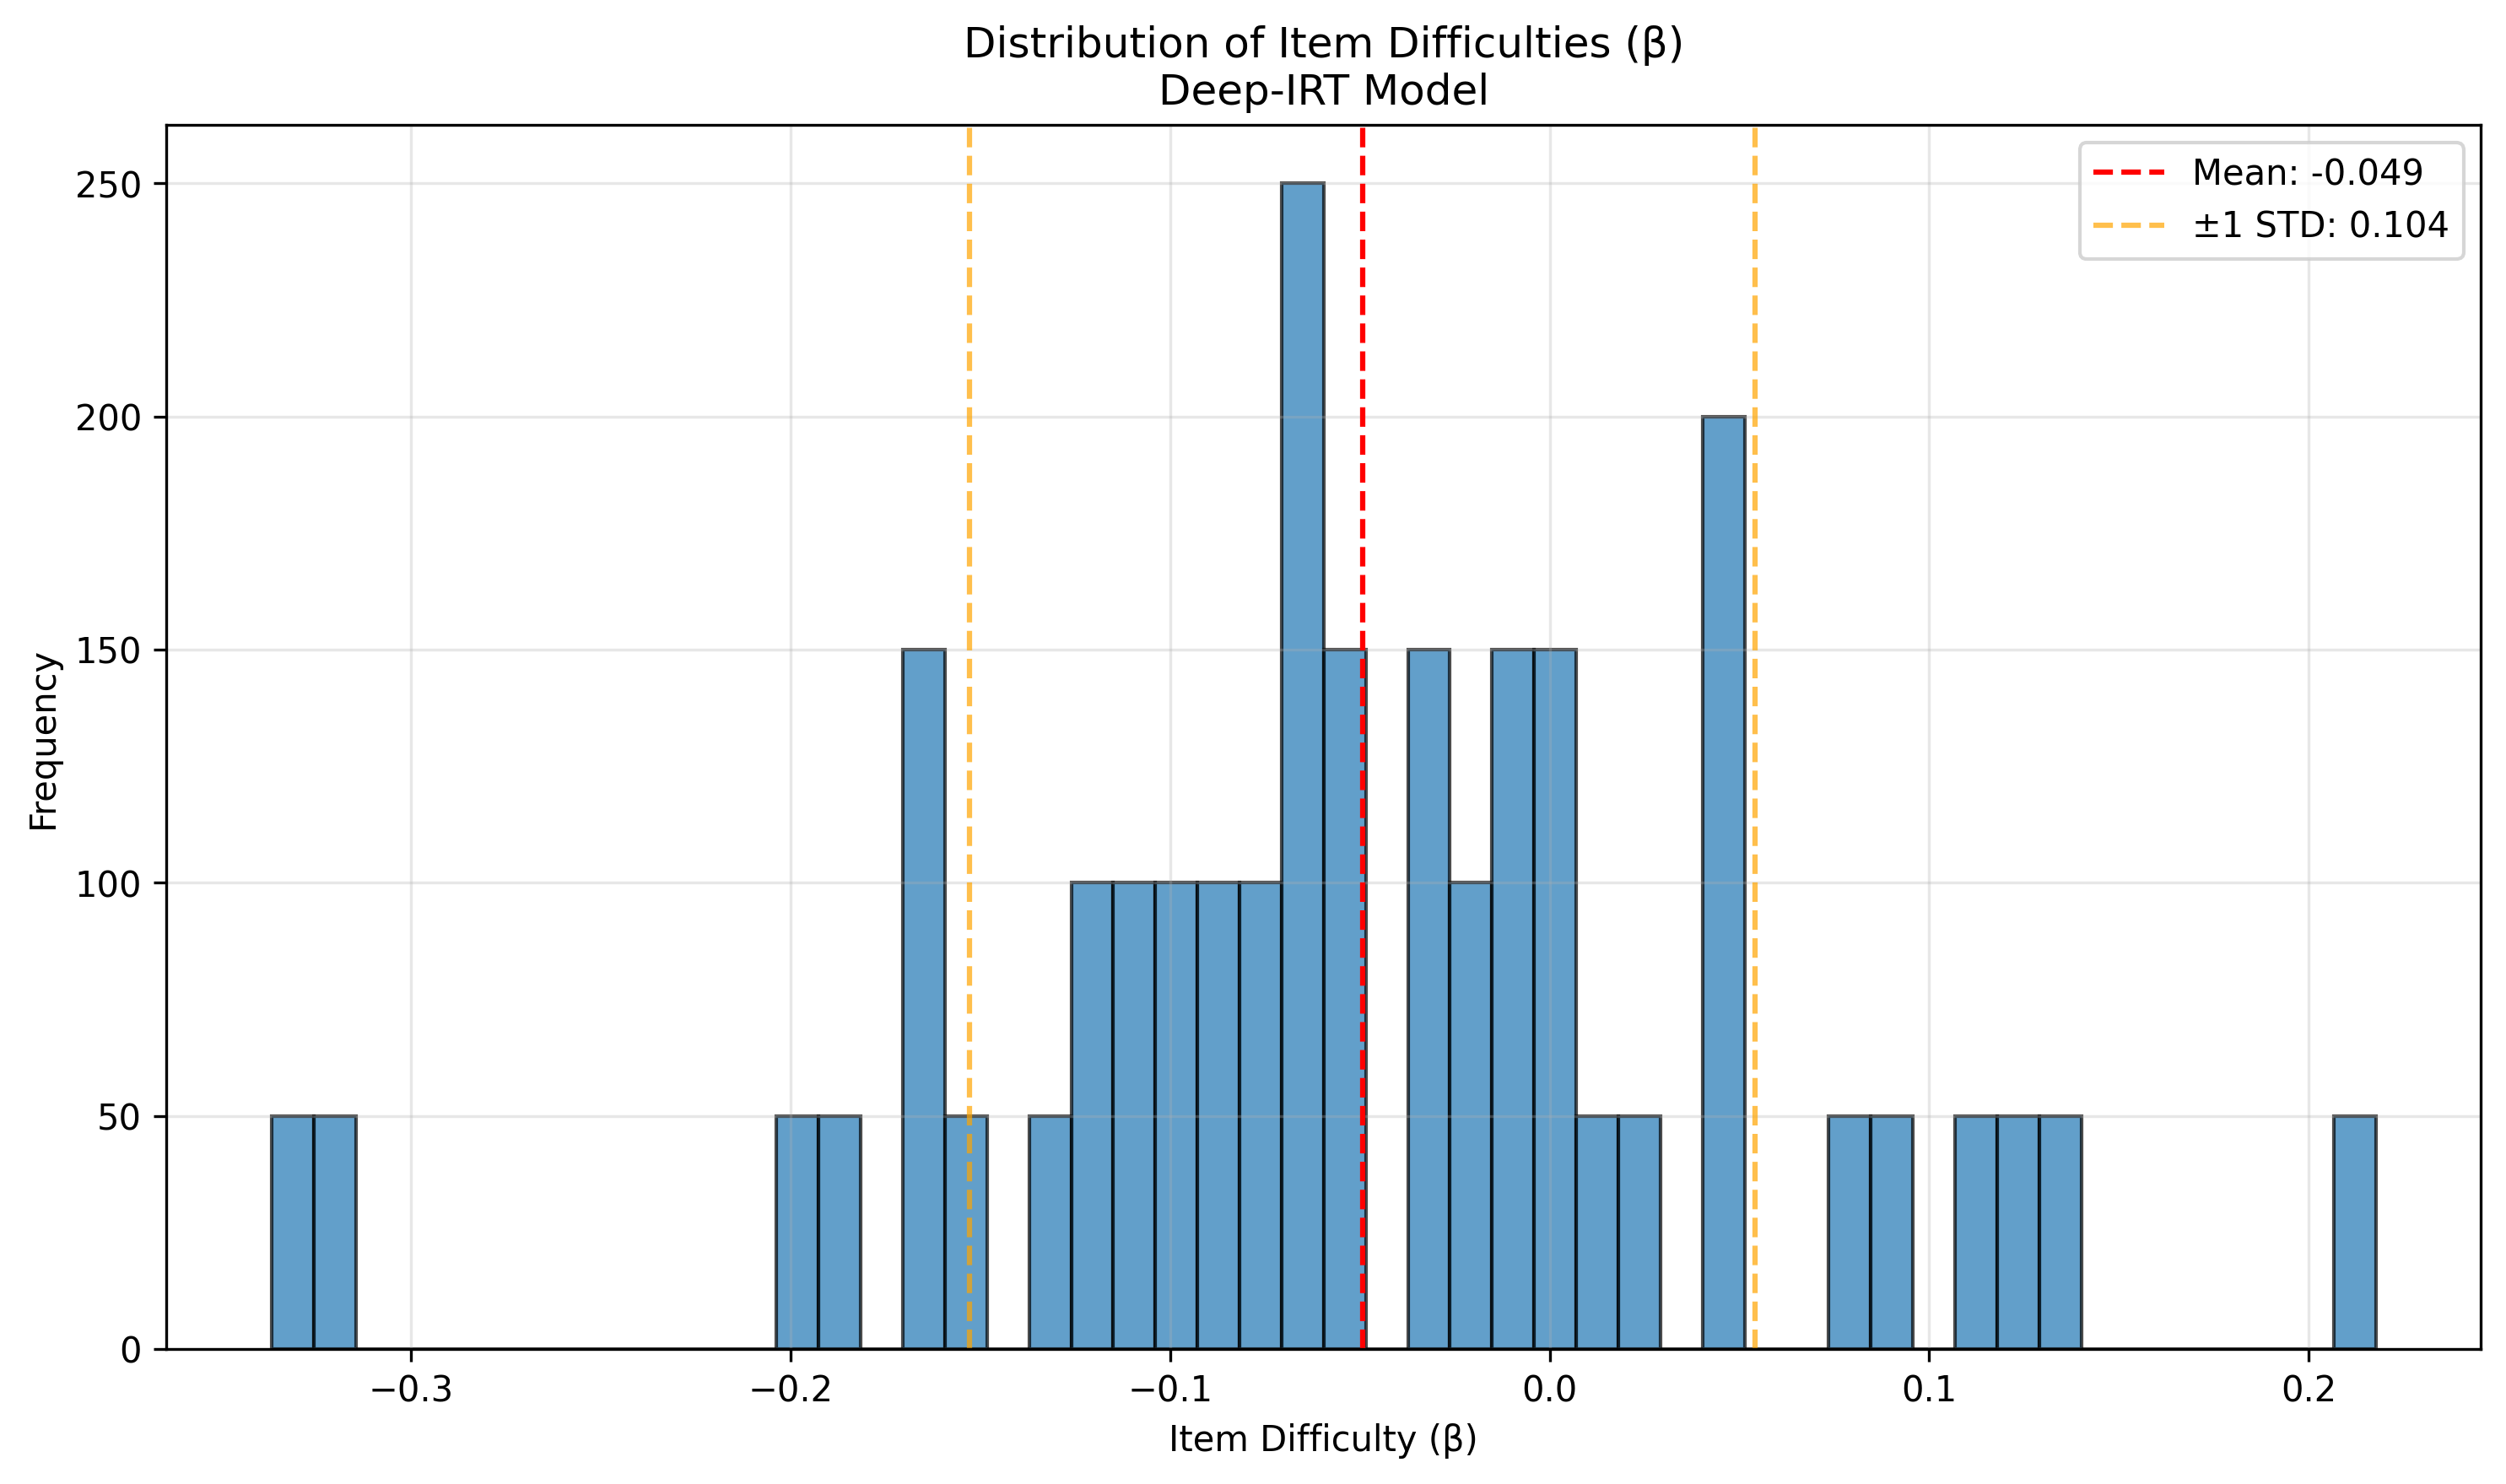 Distribution of Item Difficulties (β)
Deep-IRT Model
Mean: -0.049
±1 STD: 0.104
Frequency
250
200
150
100
50
0
−0.3
−0.2
−0.1
0.0
0.1
0.2
Item Difficulty (β)